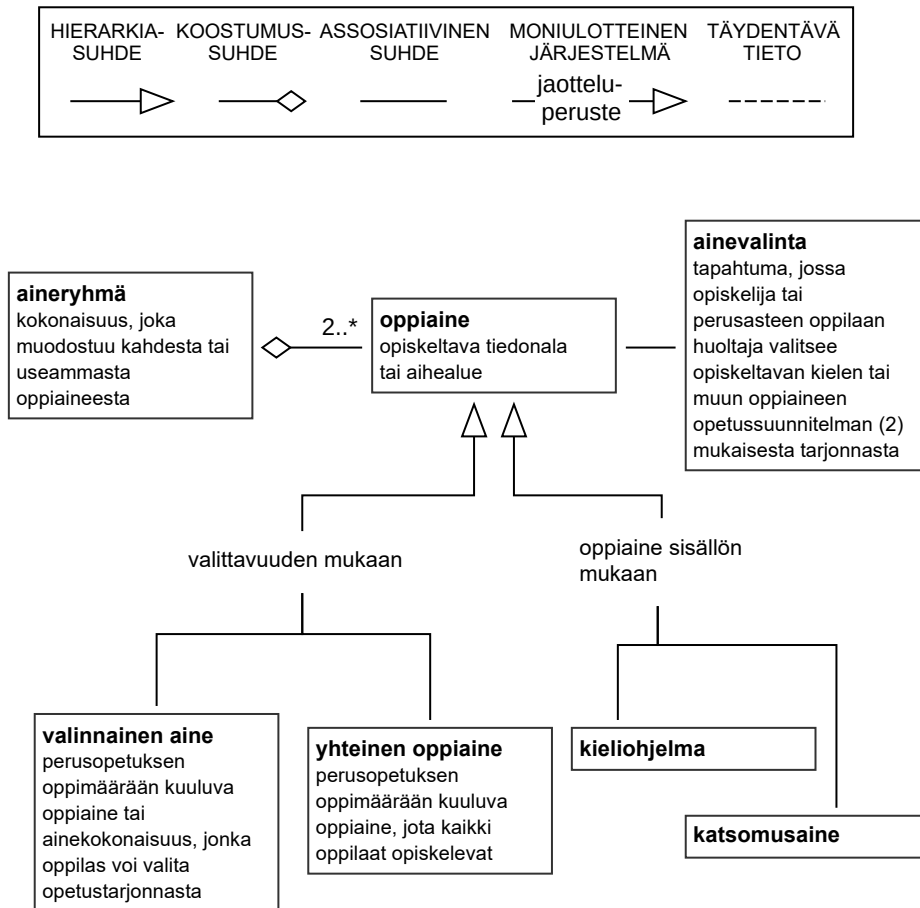 HIERARKIA-
SUHDE
KOOSTUMUS-
SUHDE
ASSOSIATIIVINEN
SUHDE
MONIULOTTEINEN
JÄRJESTELMÄ
TÄYDENTÄVÄ
TIETO
jaottelu-
peruste
aineryhmä
kokonaisuus, joka
muodostuu kahdesta tai
useammasta
oppiaineesta
2..*
oppiaine
opiskeltava tiedonala
tai aihealue
ainevalinta
tapahtuma, jossa
opiskelija tai
perusasteen oppilaan
huoltaja valitsee
opiskeltavan kielen tai
muun oppiaineen
opetussuunnitelman (2)
mukaisesta tarjonnasta
valittavuuden mukaan
oppiaine sisällön
mukaan
valinnainen aine
perusopetuksen
oppimäärään kuuluva
oppiaine tai
ainekokonaisuus, jonka
oppilas voi valita
opetustarjonnasta
yhteinen oppiaine
perusopetuksen
oppimäärään kuuluva
oppiaine, jota kaikki
oppilaat opiskelevat
kieliohjelma
katsomusaine